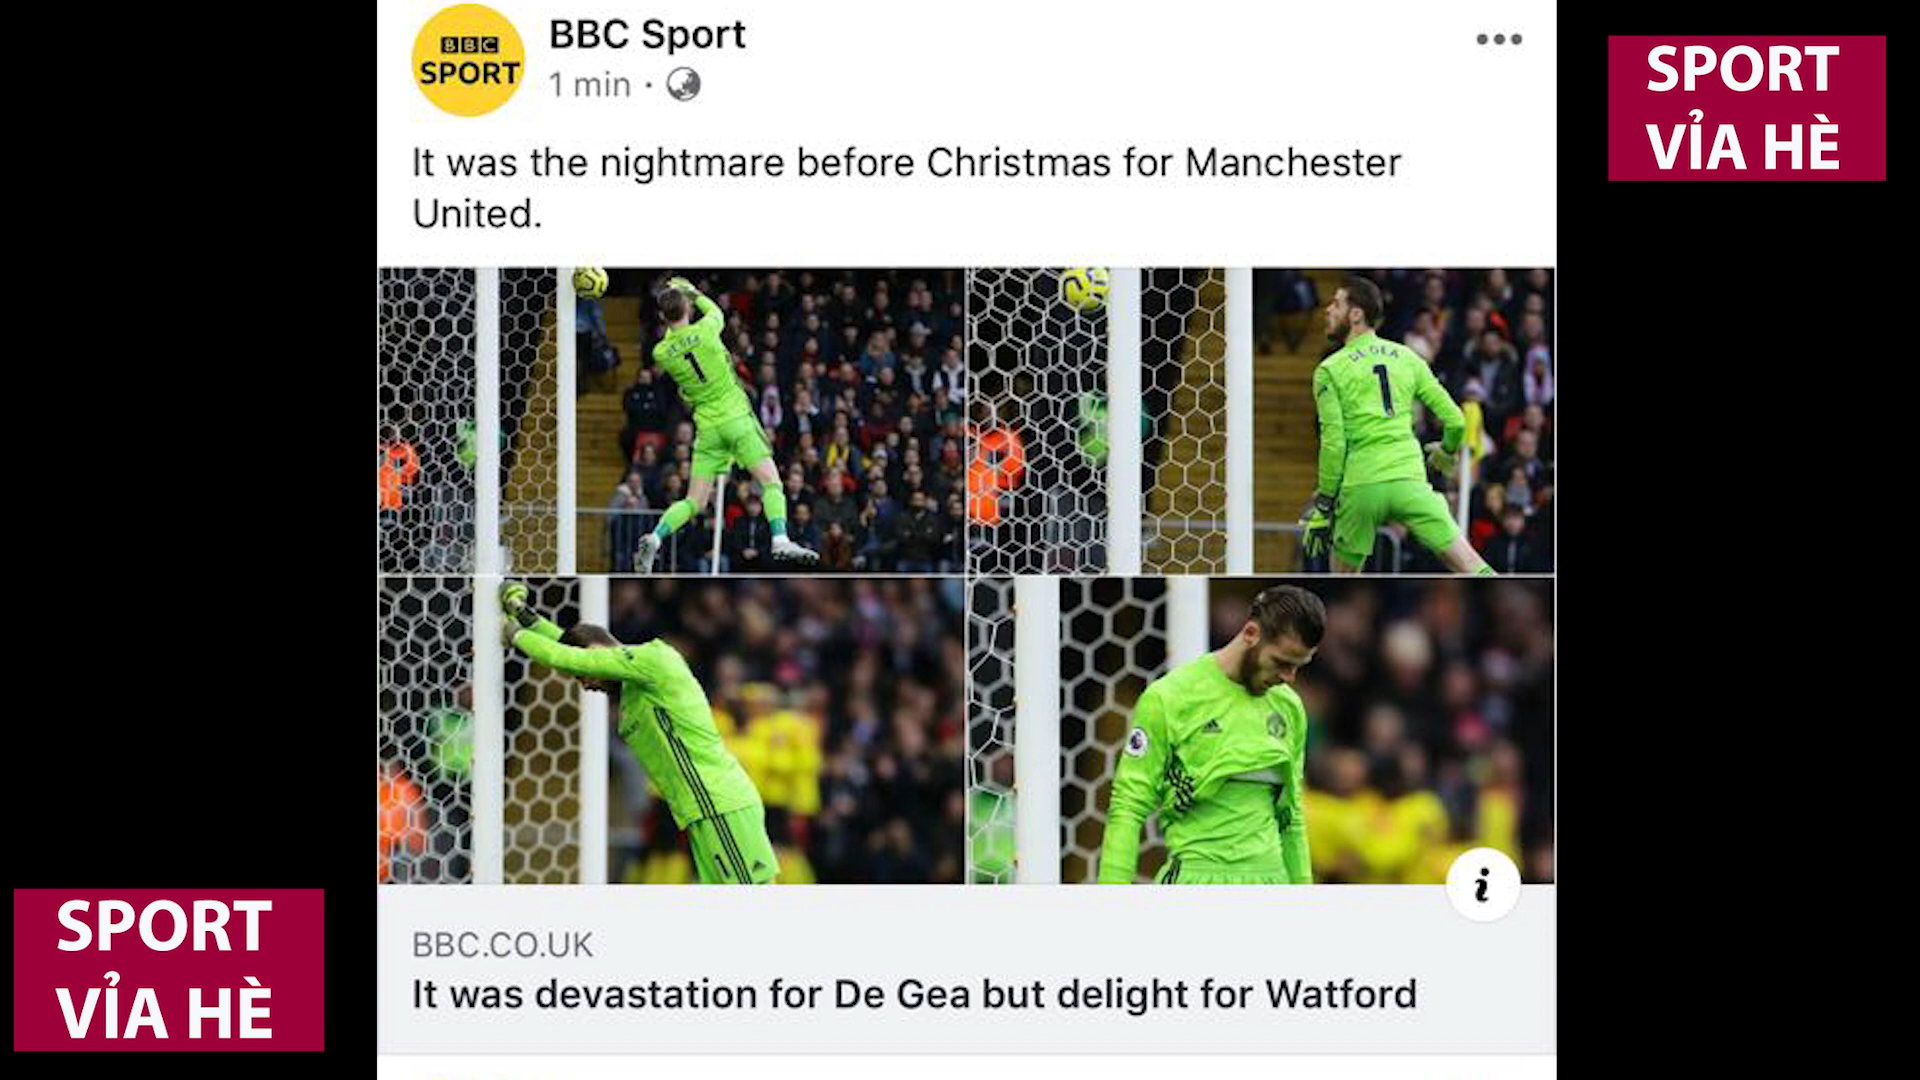 BBC
SPORT
BBC Sport
1 min ·
SPORT
VỈA HÈ
It was the nightmare before Christmas for Manchester
United.
DE GEA
1
DE GEA
1
1
i
BBC.CO.UK
It was devastation for De Gea but delight for Watford
SPORT
VỈA HÈ